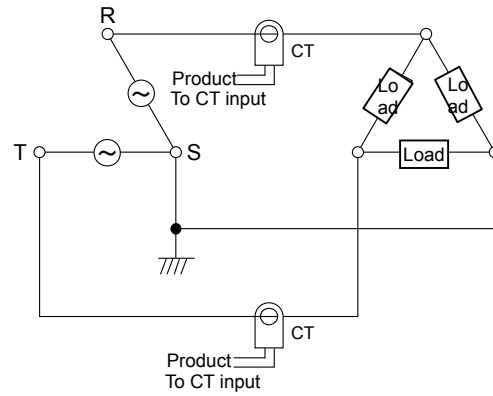 R
CT
Product
To CT input
Lo
ad
Lo
ad
T
S
Load
CT
Product
To CT input